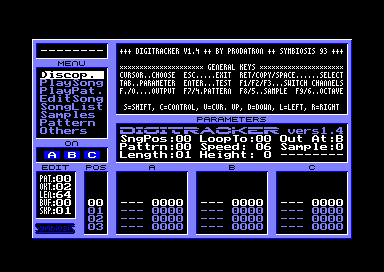 --------
+++ DIGITRACKER V1.4 ++ BY PRODATRON ++ SYMBIOSIS 93 +++
MENU
Discop.
PlaySong
PlayPat.
EditSong
SongList
Samples
Pattern
Others
xxxxxxxxxxxxxxxxxxxx GENERAL KEYS xxxxxxxxxxxxxxxxxxxx
CURSOR..CHOOSE ESC.....EXIT RET/COPY/SPACE......SELECT
TAB..PARAMETER ENTER...TEST F1/F2/F3...SWITCH CHANNELS
F./0....OUTPUT F7/4.PATTERN F8/5..SAMPLE F9/6..OCTAVE
S=SHIFT, C=CONTROL, U=CUR. UP, D=DOWN, L=LEFT, R=RIGHT
PARAMETERS
DIGITRACKER vers1.4
SngPos:00 LoopTo:00 Out At:B
Pattrn:00 Speed: 06 Sample:0
Length:01 Height: 0 --------
ON
A B C
EDIT POS A B C
PAT:00
OKT:02
LEN:64
BUF:00
SKP:01
00 --- 0000 --- 0000 --- 0000
01 --- 0000 --- 0000 --- 0000
02 --- 0000 --- 0000 --- 0000
03 --- 0000 --- 0000 --- 0000